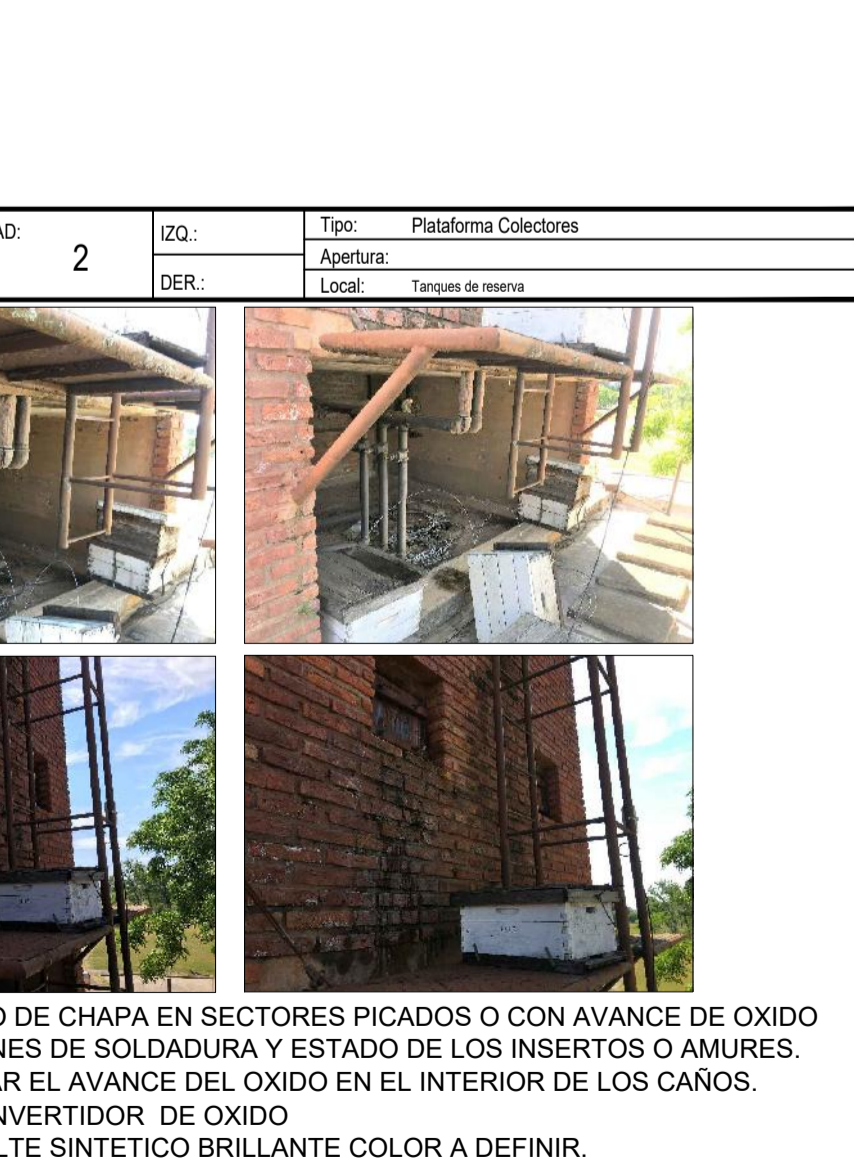 AD:
2
IZQ.:
DER.:
Tipo: Plataforma Colectores
Apertura:
Local: Tanques de reserva
O DE CHAPA EN SECTORES PICADOS O CON AVANCE DE OXIDO
NES DE SOLDADURA Y ESTADO DE LOS INSERTOS O AMURES.
AR EL AVANCE DEL OXIDO EN EL INTERIOR DE LOS CAÑOS.
NVERTIDOR DE OXIDO
LTE SINTETICO BRILLANTE COLOR A DEFINIR.